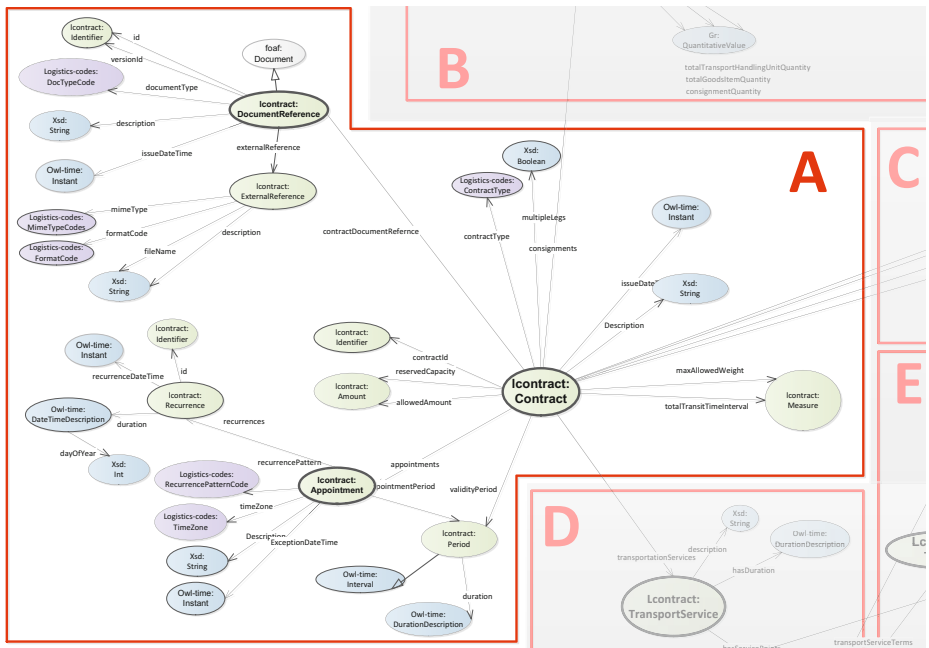 lcontract:
Identifier
id
versionId
foaf:
Document
Logistics-codes:
DocTypeCode
documentType
lcontract:
DocumentReference
Xsd:
String
description
issueDateTime
externalReference
Owl-time:
Instant
lcontract:
ExternalReference
mimeType
Logistics-codes:
MimeTypeCodes
formatCode
description
Logistics-codes:
FormatCode
fileName
Xsd:
String
contractDocumentRefernce
B
Gr:
QuantitativeValue
totalTransportHandlingUnitQuantity
totalGoodsItemQuantity
consignmentQuantity
A
C
Xsd:
Boolean
Logistics-codes:
ContractType
multipleLegs
contractType
consignments
Owl-time:
Instant
issueDateT
Xsd:
String
Description
lcontract:
Identifier
contractId
reservedCapacity
lcontract:
Amount
allowedAmount
lcontract:
Contract
maxAllowedWeight
totalTransitTimeInterval
lcontract:
Measure
E
lcontract:
Identifier
Owl-time:
Instant
id
recurrenceDateTime
lcontract:
Recurrence
Owl-time:
DateTimeDescription
duration
recurrences
dayOfYear
Xsd:
Int
recurrencePattern
appointments
Logistics-codes:
RecurrencePatternCode
lcontract:
Appointment
pointmentPeriod
validityPeriod
timeZone
Logistics-codes:
TimeZone
Description
ExceptionDateTime
Xsd:
String
lcontract:
Period
Owl-time:
Interval
Owl-time:
Instant
duration
Owl-time:
DurationDescription
D
Xsd:
String
Owl-time:
DurationDescription
description
transportationServices
hasDuration
Lcontract:
TransportService
transportServiceTerms